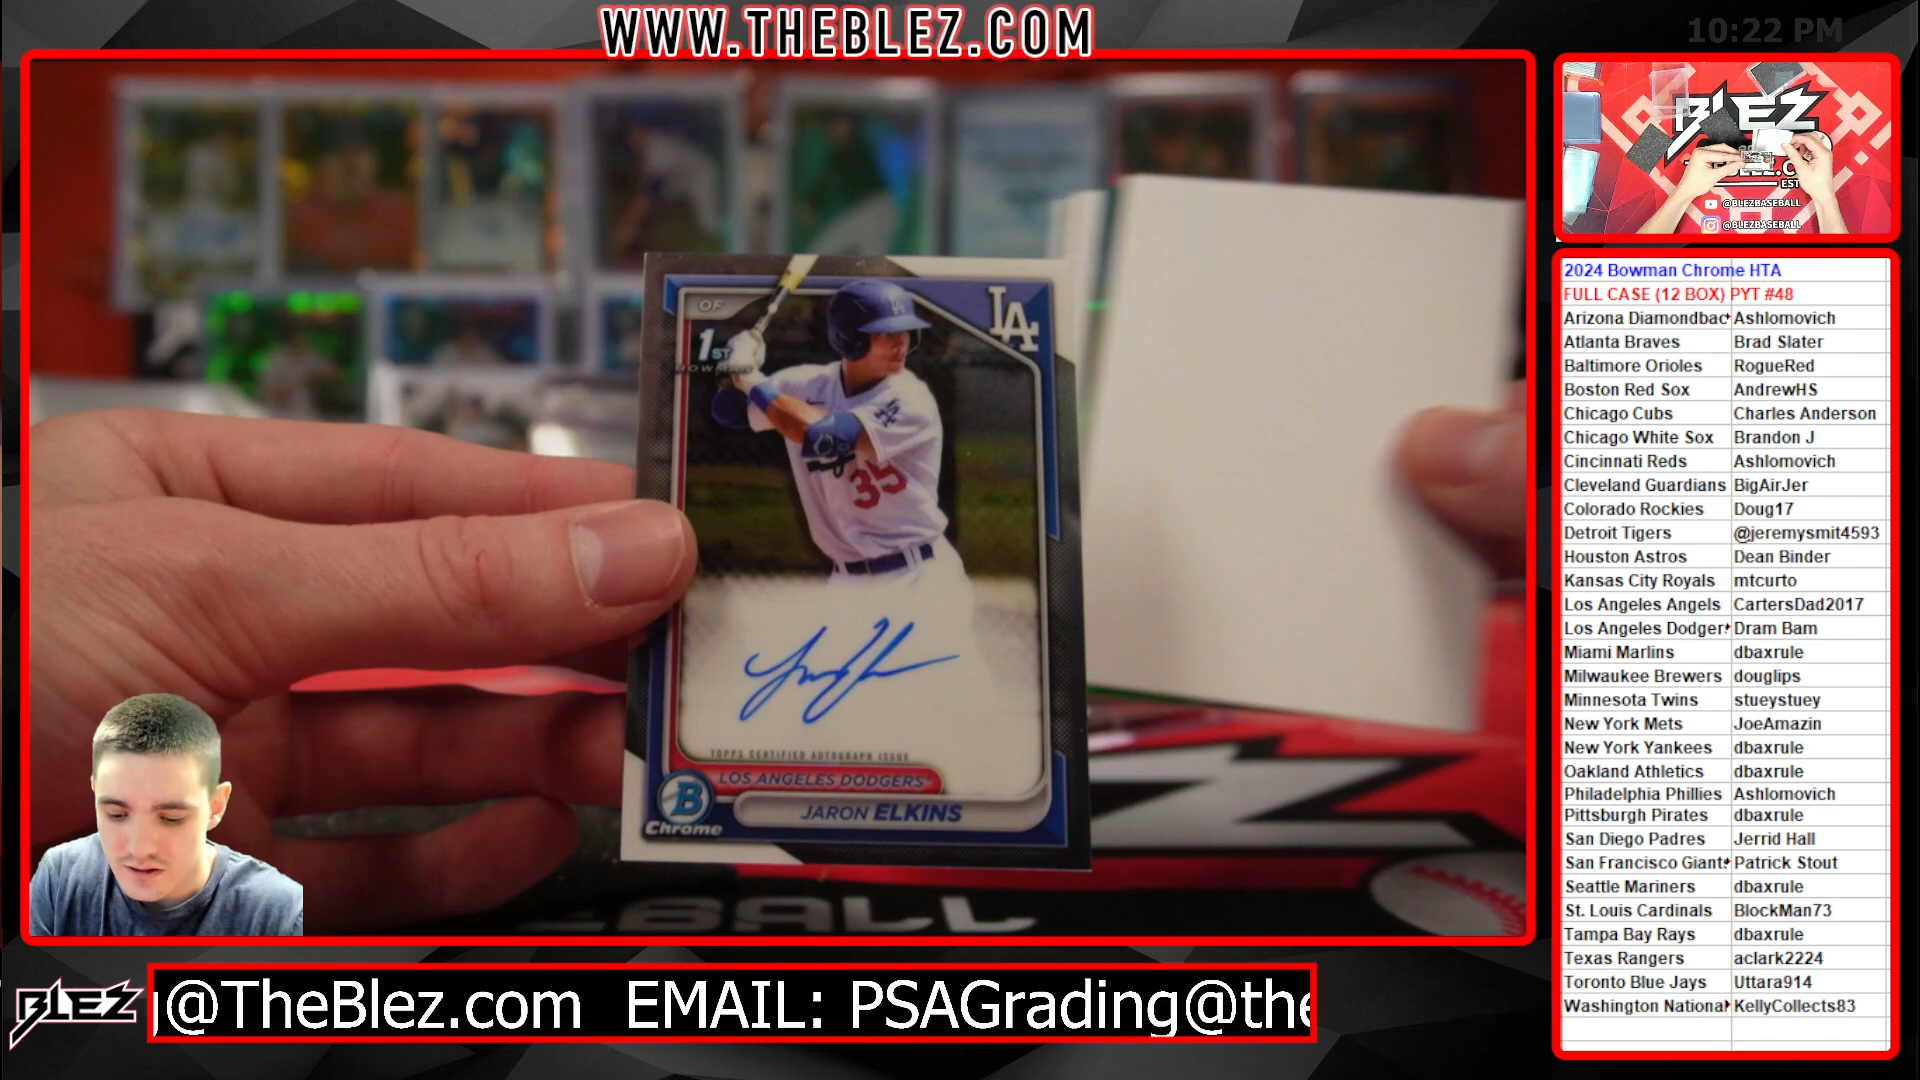 WWW.THEBLEZ.COM
10:22 PM
OF
1ST
BOWMAN
LA
LA
35
TOPPS CERTIFIED AUTOGRAPH ISSUE
LOS ANGELES DODGERS
B
Chrome
JARON ELKINS
BALL
BLEZ
EST
@BLEZBASEBALL
@BLEZBASEBALL
2024 Bowman Chrome HTA
FULL CASE (12 BOX) PYT #48
Arizona Diamondbac Ashlomovich
Atlanta Braves Brad Slater
Baltimore Orioles RogueRed
Boston Red Sox AndrewHS
Chicago Cubs Charles Anderson
Chicago White Sox Brandon J
Cincinnati Reds Ashlomovich
Cleveland Guardians BigAirJer
Colorado Rockies Doug17
Detroit Tigers @jeremysmit4593
Houston Astros Dean Binder
Kansas City Royals mtcurto
Los Angeles Angels CartersDad2017
Los Angeles Dodger Dram Bam
Miami Marlins dbaxrule
Milwaukee Brewers douglips
Minnesota Twins stueystuey
New York Mets JoeAmazin
New York Yankees dbaxrule
Oakland Athletics dbaxrule
Philadelphia Phillies Ashlomovich
Pittsburgh Pirates dbaxrule
San Diego Padres Jerrid Hall
San Francisco Giant Patrick Stout
Seattle Mariners dbaxrule
St. Louis Cardinals BlockMan73
Tampa Bay Rays dbaxrule
Texas Rangers aclark2224
Toronto Blue Jays Uttara914
Washington National KellyCollects83
BLEZ
@TheBlez.com EMAIL: PSAGrading@the